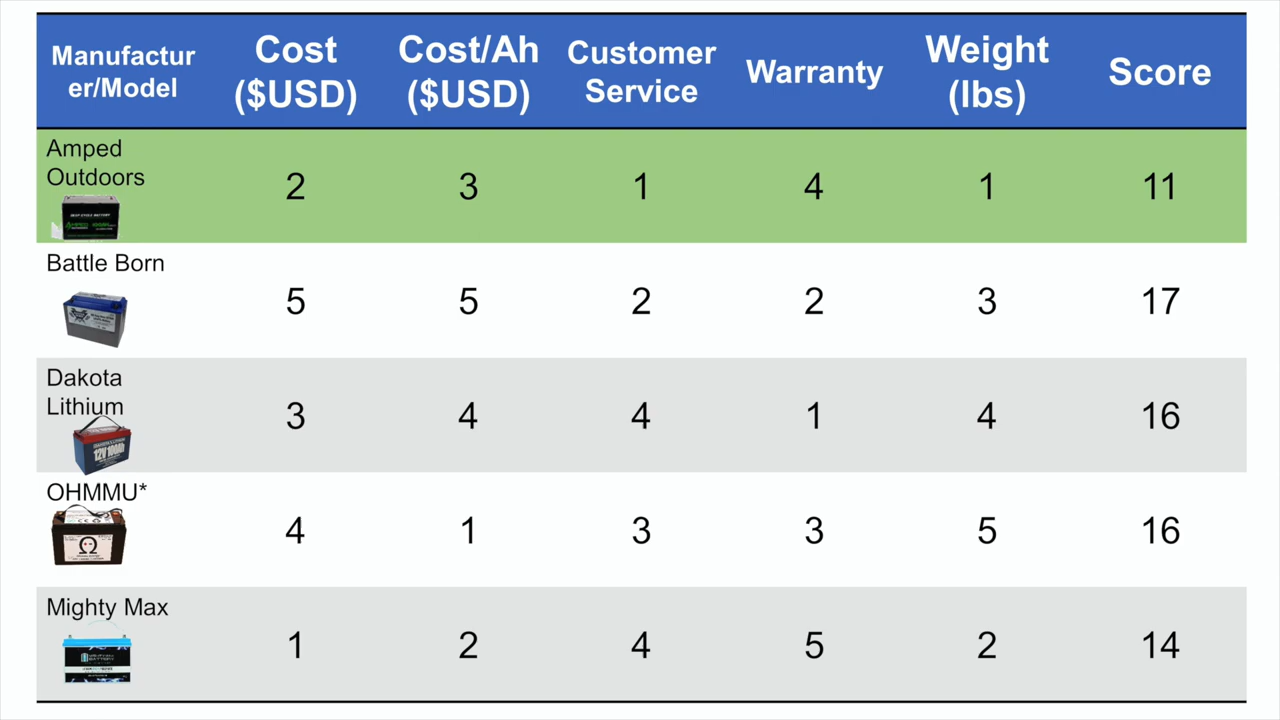 Manufactur
er/Model
Cost
($USD)
Cost/Ah
($USD)
Customer
Service
Warranty
Weight
(lbs)
Score
Amped
Outdoors
2 3 1 4 1 11
Battle Born
5 5 2 2 3 17
Dakota
Lithium
12V 100Ah
3 4 4 1 4 16
OHMMU*
4 1 3 3 5 16
Mighty Max
1 2 4 5 2 14